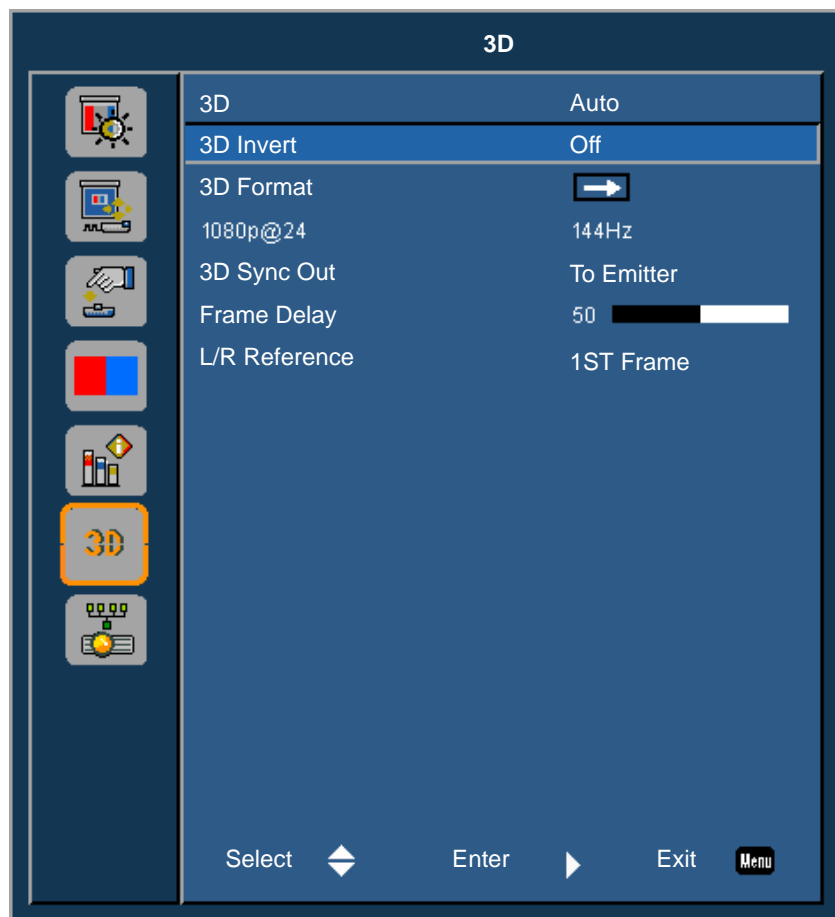 3D
3D Auto
3D Invert Off
3D Format
1080p@24 144Hz
3D Sync Out To Emitter
Frame Delay 50
L/R Reference 1ST Frame
3D
Select Enter Exit Menu